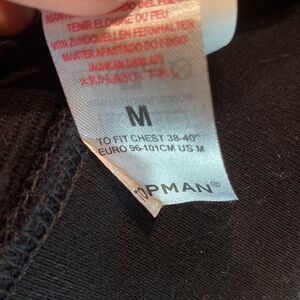 TENIR ELOIGNE DU FEU
VON ZUNDQUELLEN FERNHALTEN
MANTER AFASTADO DO FOGO
M
TO FIT CHEST 38-40"
EURO 96-101CM US M
TOPMAN®